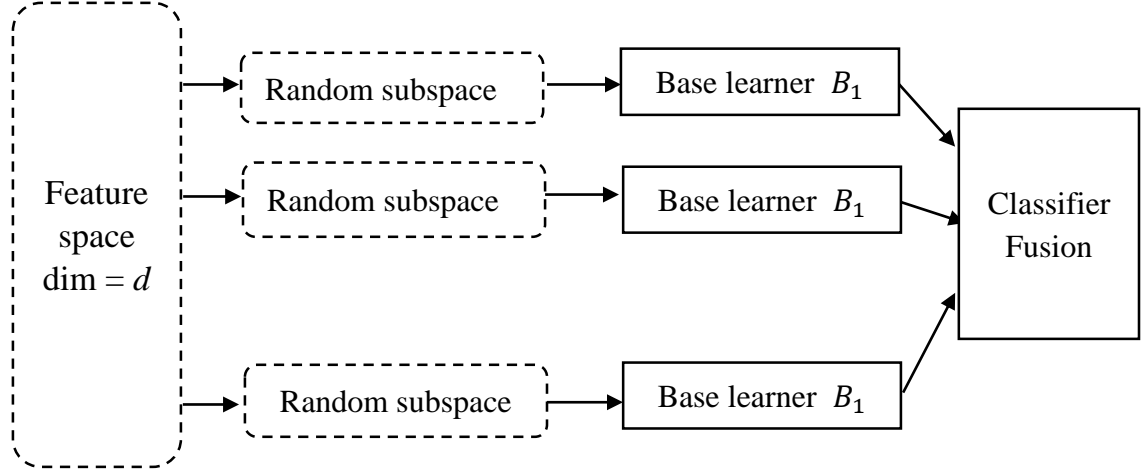 Feature
space
dim = d
Random subspace
Base learner B₁
Random subspace
Base learner B₁
Random subspace
Base learner B₁
Classifier
Fusion